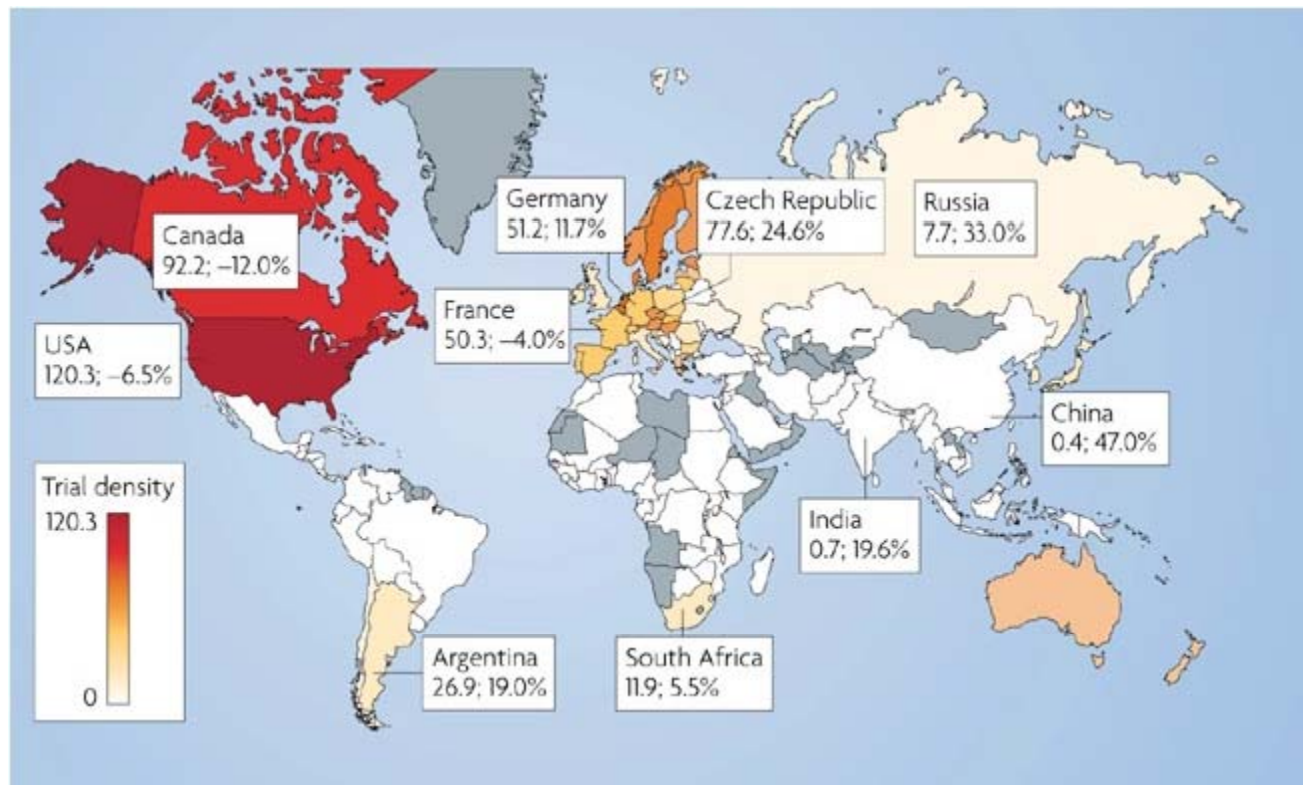 Germany
51.2; 11.7%
Czech Republic
77.6; 24.6%
Russia
7.7; 33.0%
Canada
92.2; –12.0%
France
50.3; –4.0%
USA
120.3; –6.5%
China
0.4; 47.0%
Trial density
120.3
0
India
0.7; 19.6%
Argentina
26.9; 19.0%
South Africa
11.9; 5.5%